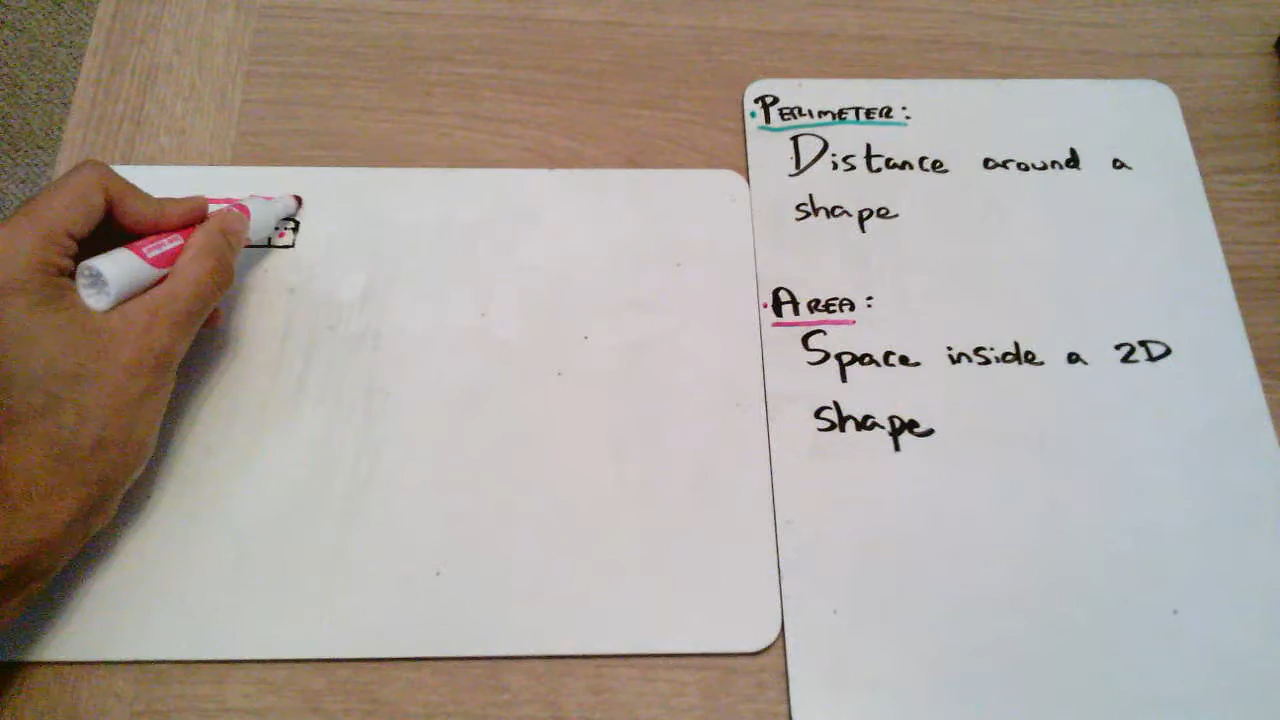 · PERIMETER:
Distance around a
shape
· AREA:
Space inside a 2D
shape